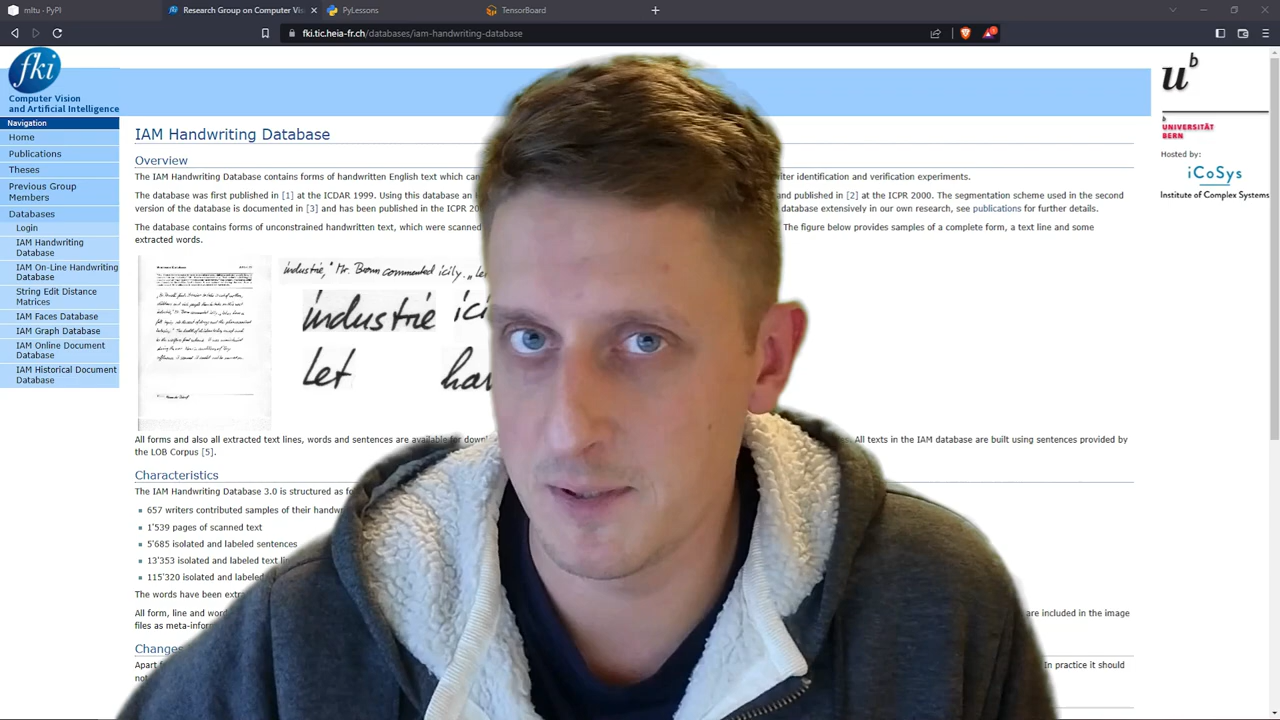 mltu · PyPI
Research Group on Computer Vis
PyLessons
TensorBoard
fki.tic.heia-fr.ch/databases/iam-handwriting-database
fki
Computer Vision
and Artificial Intelligence
Navigation
Home
Publications
Theses
Previous Group
Members
Databases
Login
IAM Handwriting
Database
IAM On-Line Handwriting
Database
String Edit Distance
Matrices
IAM Faces Database
IAM Graph Database
IAM Online Document
Database
IAM Historical Document
Database
IAM Handwriting Database
Overview
The IAM Handwriting Database contains forms of handwritten English text which can riter identification and verification experiments.
The database was first published in [1] at the ICDAR 1999. Using this database an and published in [2] at the ICPR 2000. The segmentation scheme used in the second
version of the database is documented in [3] and has been published in the ICPR 20 database extensively in our own research, see publications for further details.
The database contains forms of unconstrained handwritten text, which were scanned The figure below provides samples of a complete form, a text line and some
extracted words.
industrie," Mr. Brown commented icily. "Let
industrie ici
Let hav
All forms and also all extracted text lines, words and sentences are available for down All texts in the IAM database are built using sentences provided by
the LOB Corpus [5].
Characteristics
The IAM Handwriting Database 3.0 is structured as fo
657 writers contributed samples of their handw
1'539 pages of scanned text
5'685 isolated and labeled sentences
13'353 isolated and labeled text li
115'320 isolated and labeled
The words have been extra
All form, line and word are included in the image
files as meta-infor
Changes
Apart f In practice it should
not
u b
b
UNIVERSITÄT
BERN
Hosted by:
iCoSys
Institute of Complex Systems